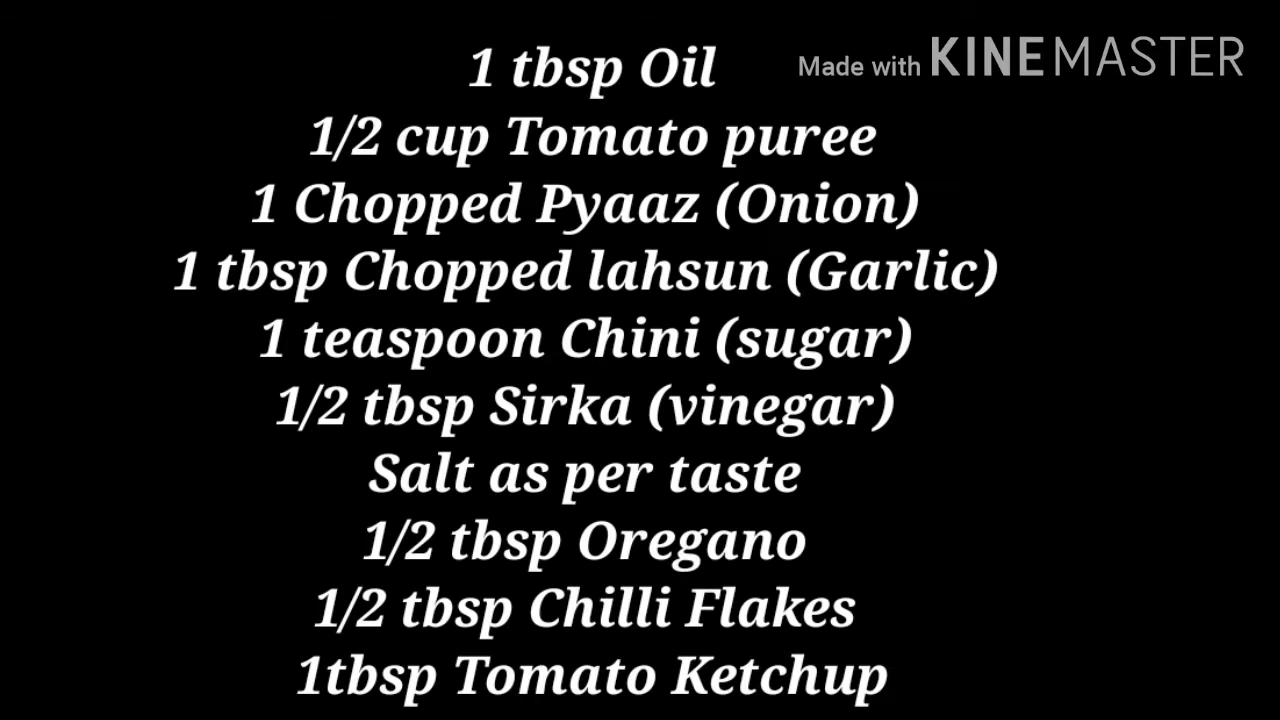 1 tbsp Oil
Made with KINEMASTER
1/2 cup Tomato puree
1 Chopped Pyaaz (Onion)
1 tbsp Chopped lahsun (Garlic)
1 teaspoon Chini (sugar)
1/2 tbsp Sirka (vinegar)
Salt as per taste
1/2 tbsp Oregano
1/2 tbsp Chilli Flakes
1tbsp Tomato Ketchup